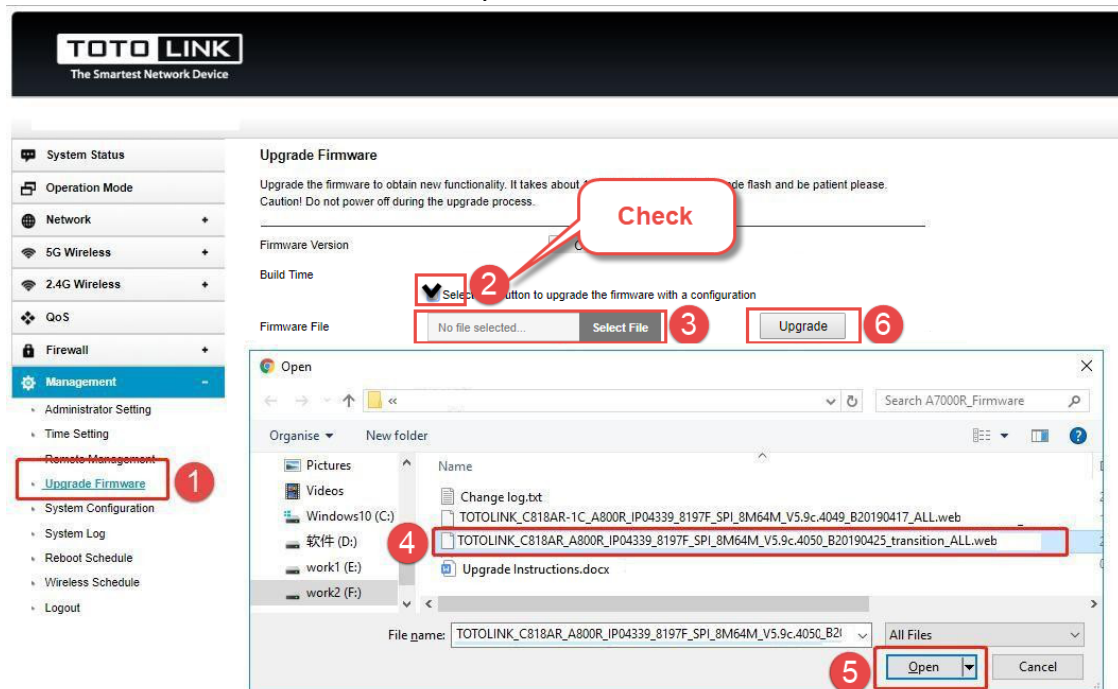 TOTO LINK
The Smartest Network Device
System Status
Operation Mode
Network +
5G Wireless +
2.4G Wireless +
QoS
Firewall +
Management -
Administrator Setting
Time Setting
Remote Management
Upgrade Firmware
1
System Configuration
System Log
Reboot Schedule
Wireless Schedule
Logout
Upgrade Firmware
Upgrade the firmware to obtain new functionality. It takes about flash and be patient please.
Caution! Do not power off during the upgrade process.
Check
Firmware Version
Build Time
2
Select to upgrade the firmware with a configuration
Firmware File
No file selected...
Select File
3
Upgrade
6
Open
«
Search A7000R_Firmware
Organise
New folder
Pictures
Videos
Windows10 (C:)
软件 (D:)
work1 (E:)
work2 (F:)
Name
Change log.txt
TOTOLINK_C818AR-1C_A800R_IP04339_8197F_SPI_8M64M_V5.9c.4049_B20190417_ALL.web
4
TOTOLINK_C818AR_A800R_IP04339_8197F_SPI_8M64M_V5.9c.4050_B20190425_transition_ALL.web
Upgrade Instructions.docx
File name:
TOTOLINK_C818AR_A800R_IP04339_8197F_SPI_8M64M_V5.9c.4050_B20
All Files
5
Open
Cancel